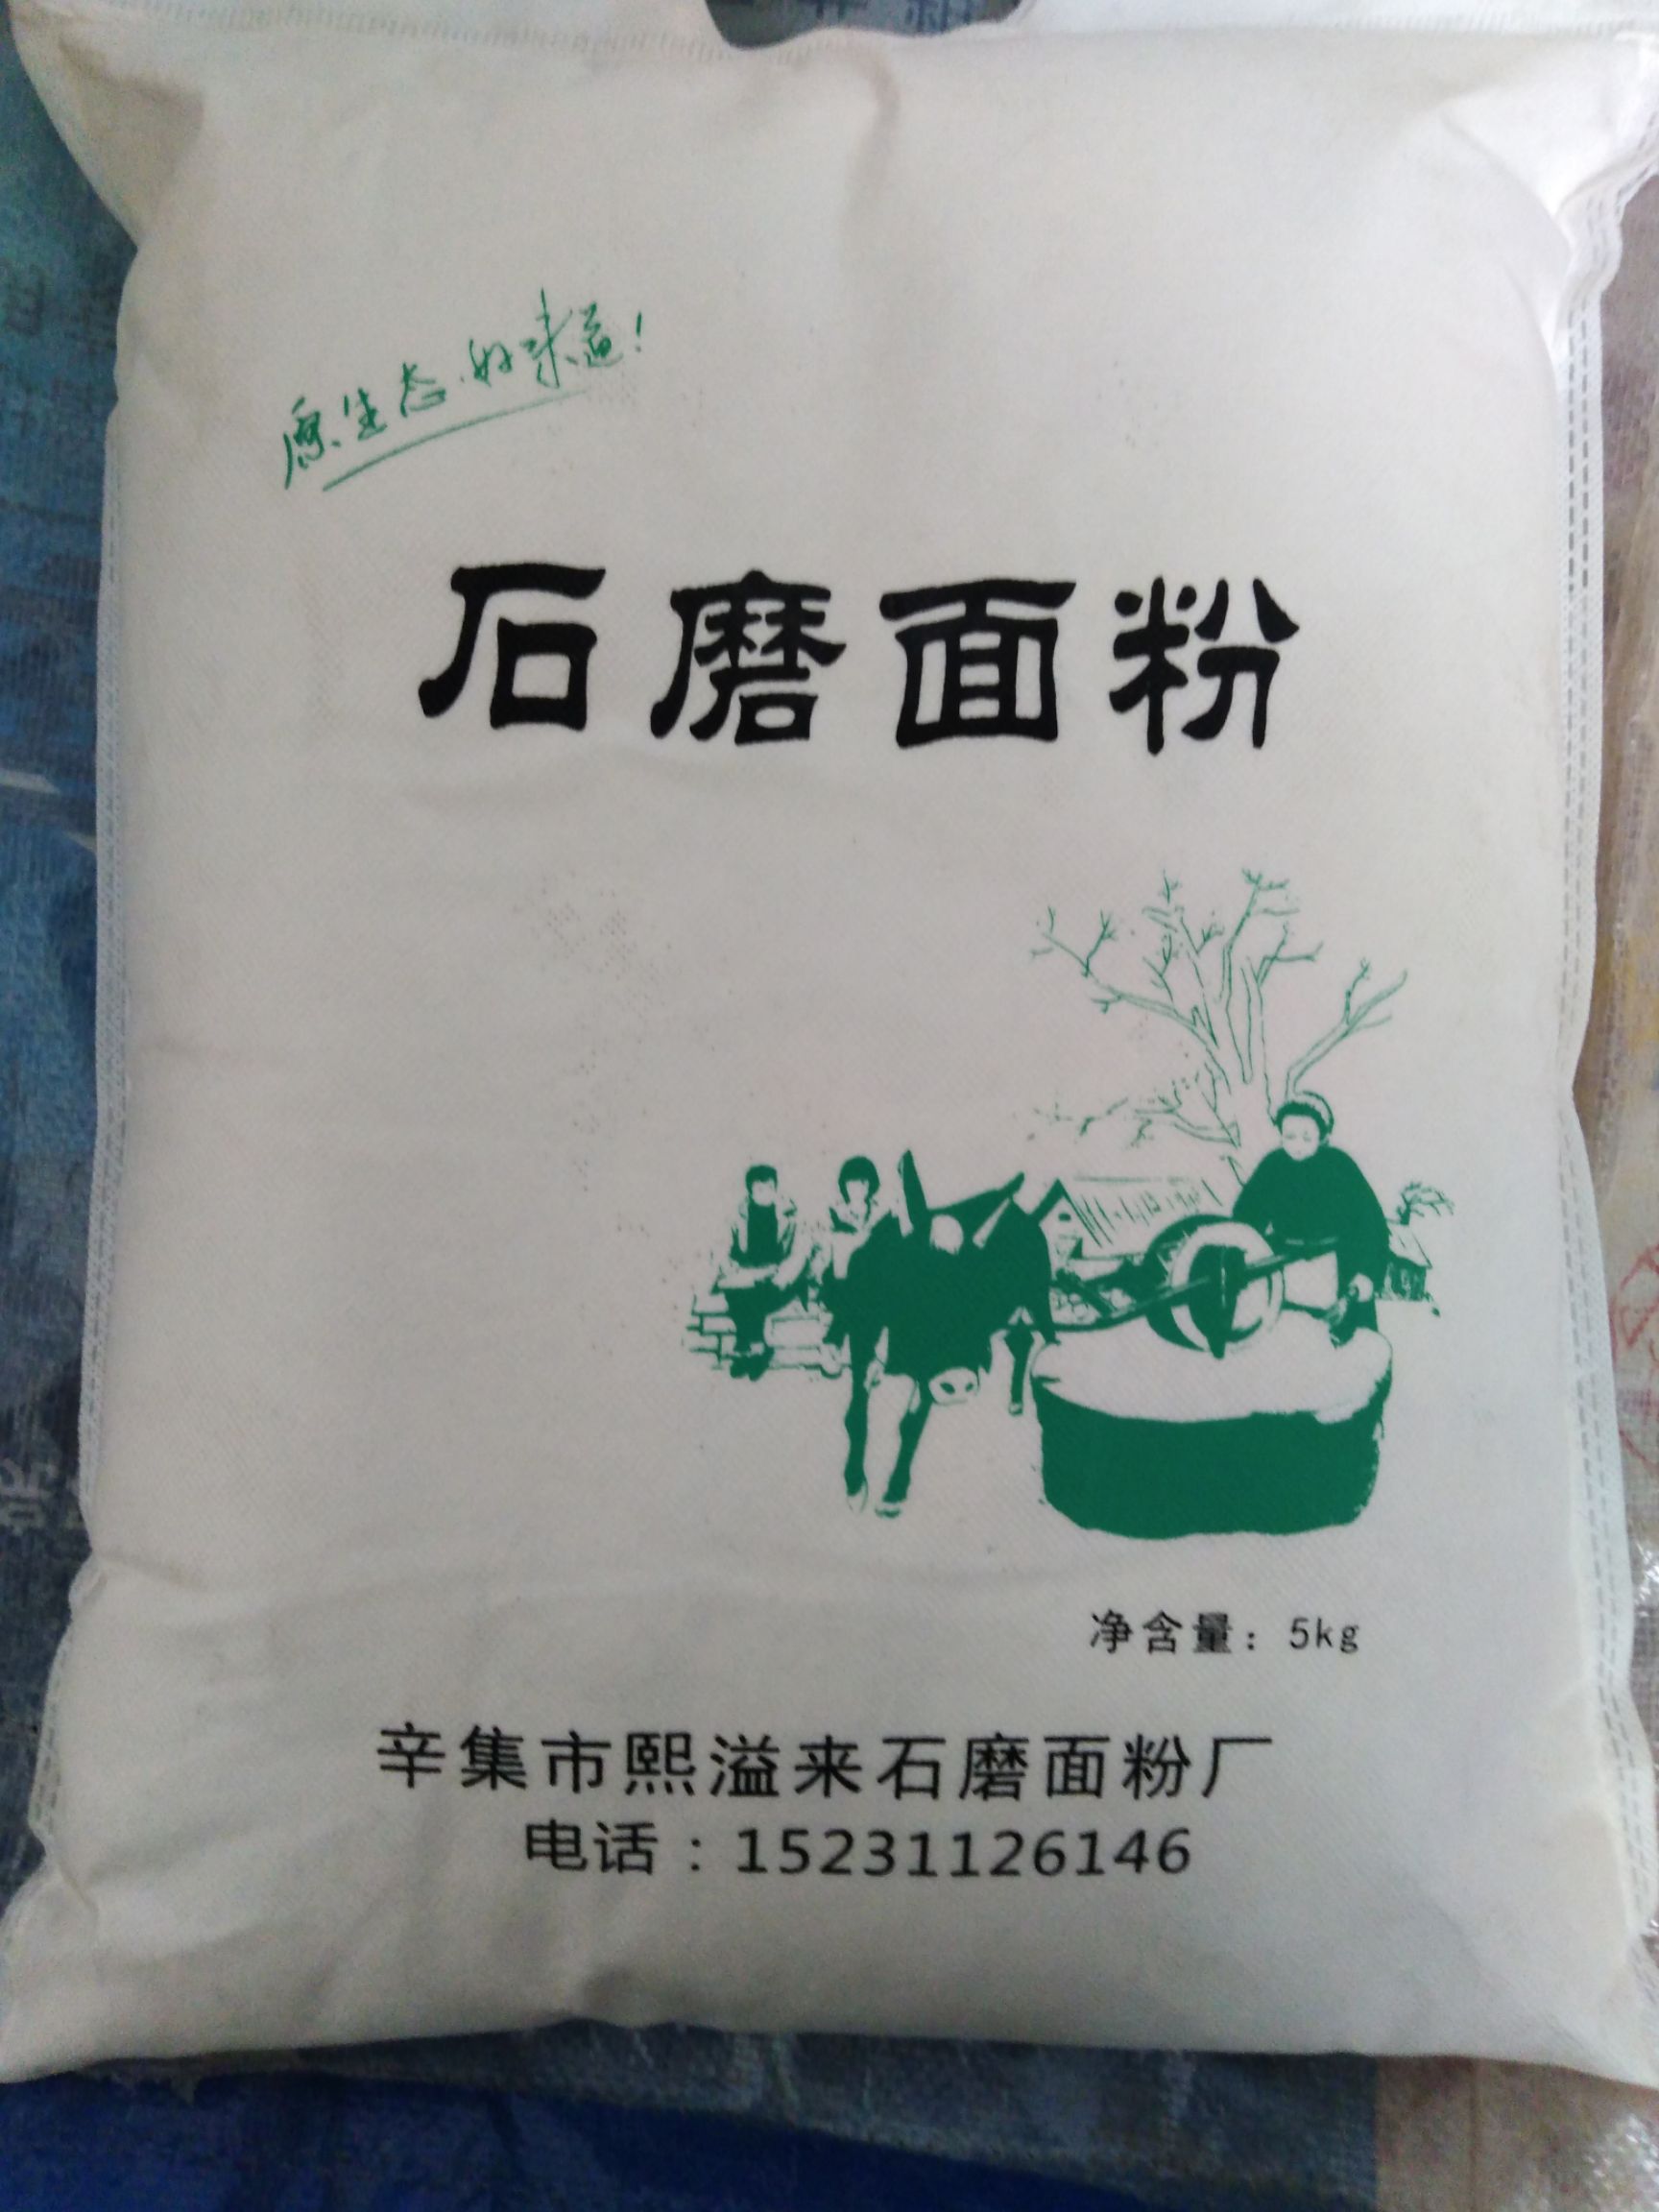 原生态·好味道！
石磨面粉
净含量：5kg
辛集市熙溢来石磨面粉厂
电话：15231126146